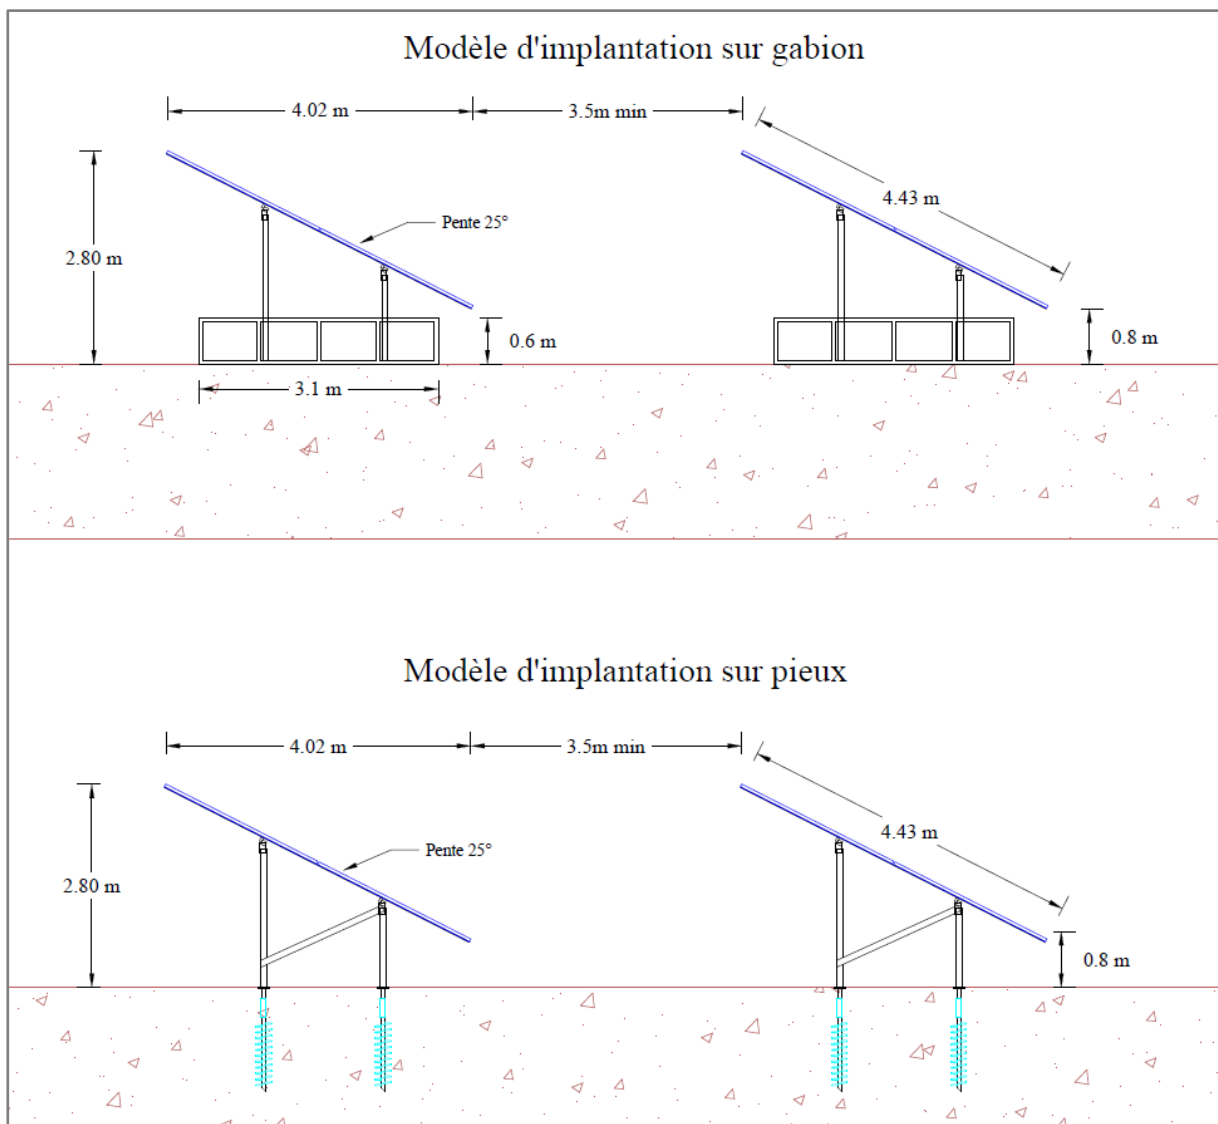 Modèle d'implantation sur gabion
4.02 m
3.5m min
4.43 m
Pente 25°
2.80 m
0.6 m
0.8 m
3.1 m
Modèle d'implantation sur pieux
4.02 m
3.5m min
4.43 m
Pente 25°
2.80 m
0.8 m